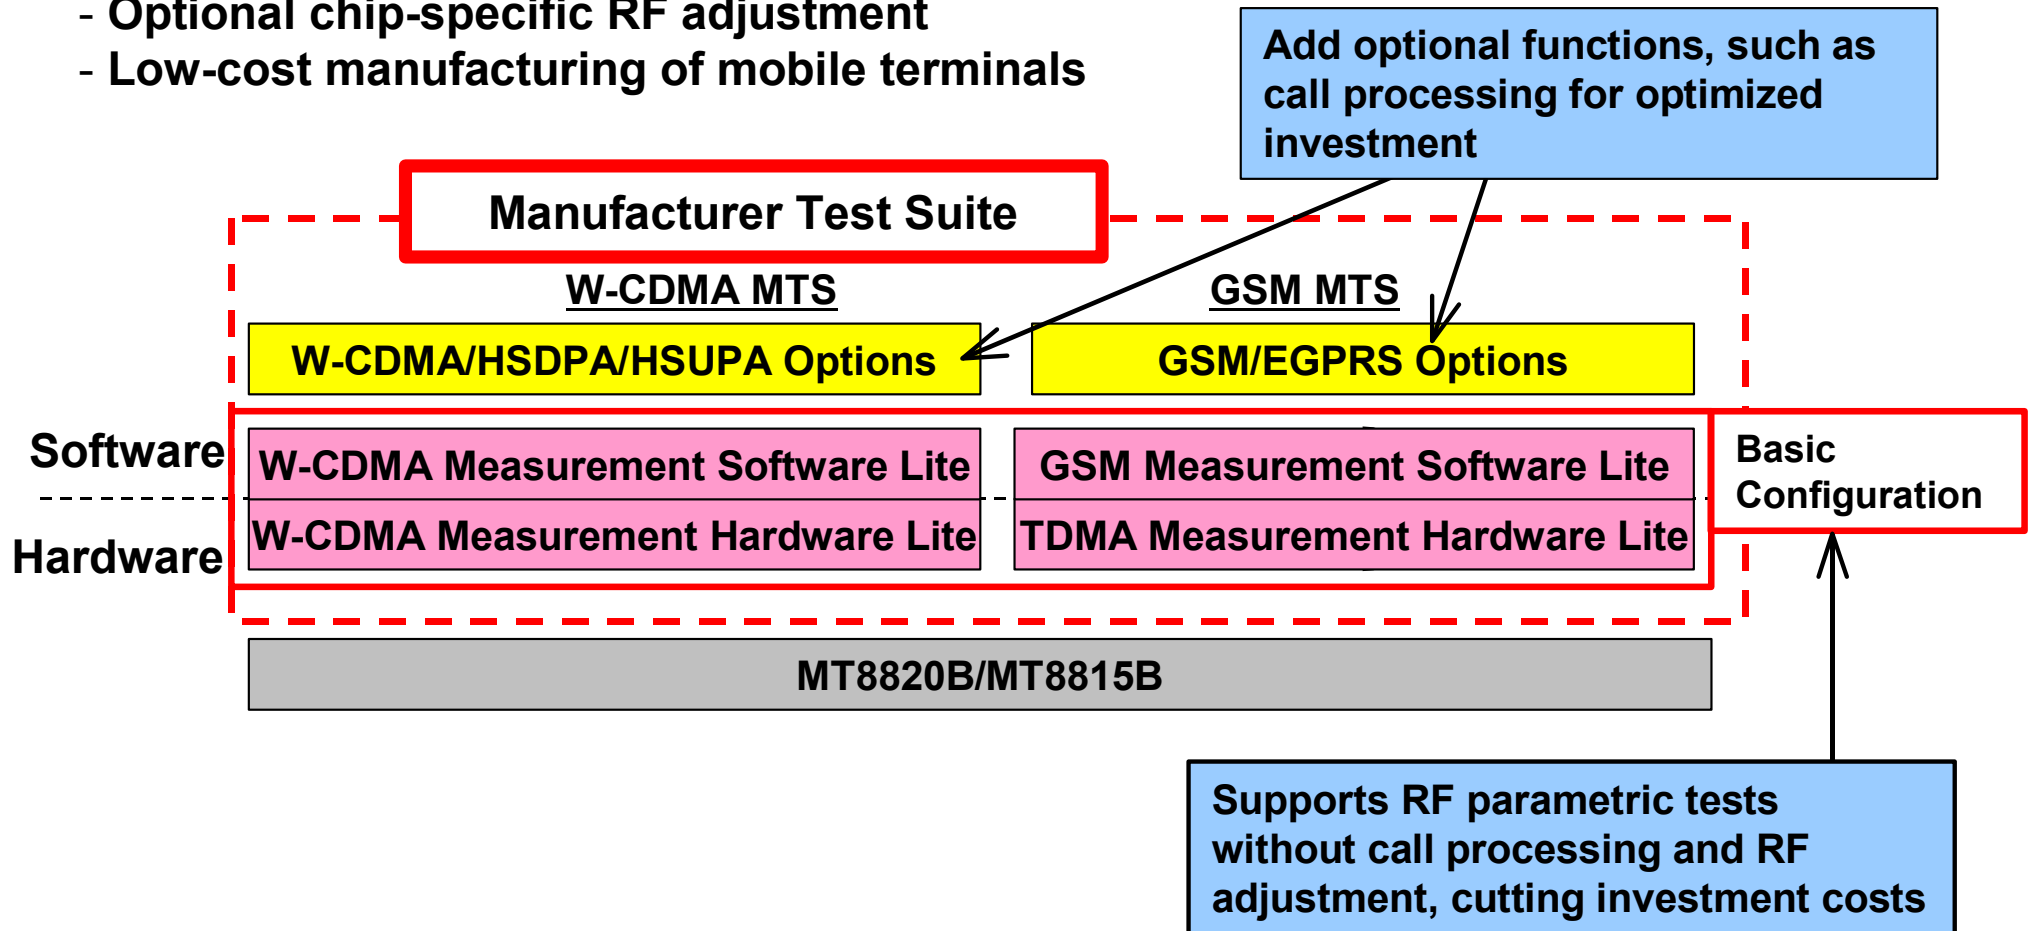 - Optional chip-specific RF adjustment
- Low-cost manufacturing of mobile terminals
Add optional functions, such as
call processing for optimized
investment
Manufacturer Test Suite
W-CDMA MTS
GSM MTS
W-CDMA/HSDPA/HSUPA Options
GSM/EGPRS Options
Software
W-CDMA Measurement Software Lite
GSM Measurement Software Lite
Basic
Configuration
Hardware
W-CDMA Measurement Hardware Lite
TDMA Measurement Hardware Lite
MT8820B/MT8815B
Supports RF parametric tests
without call processing and RF
adjustment, cutting investment costs